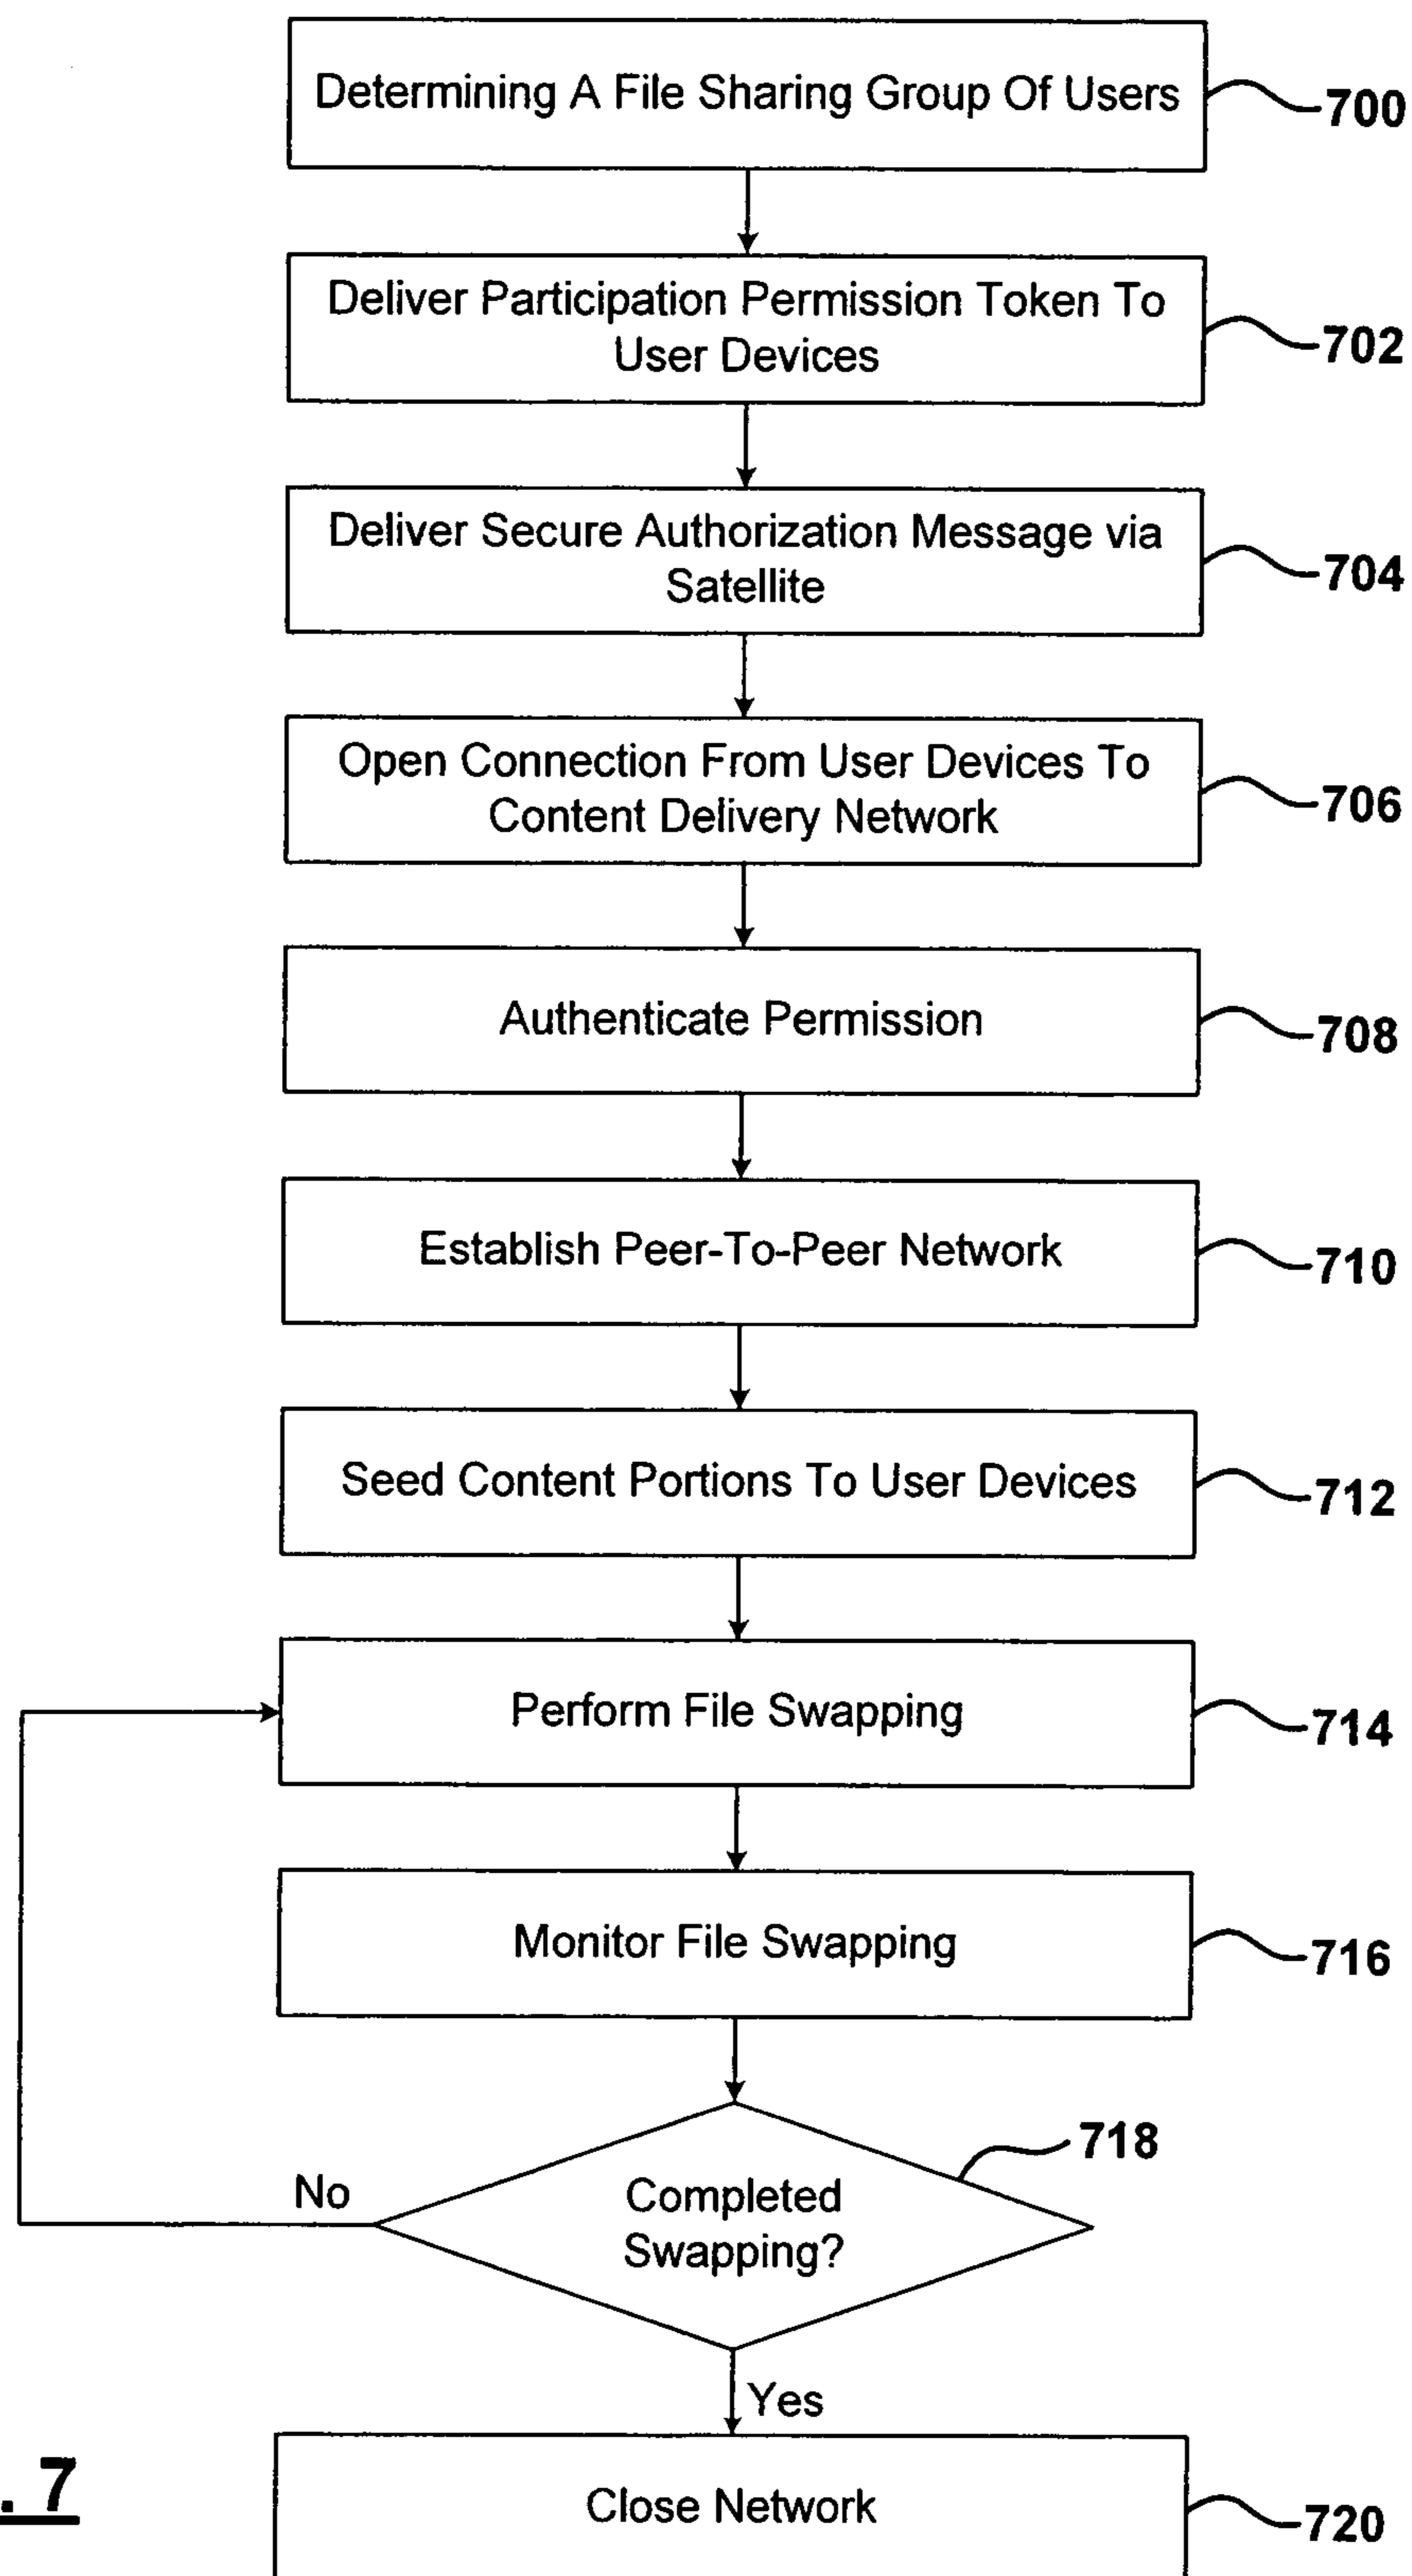 Determining A File Sharing Group Of Users
700
Deliver Participation Permission Token To
User Devices
702
Deliver Secure Authorization Message via
Satellite
704
Open Connection From User Devices To
Content Delivery Network
706
Authenticate Permission
708
Establish Peer-To-Peer Network
710
Seed Content Portions To User Devices
712
Perform File Swapping
714
Monitor File Swapping
716
718
No
Completed
Swapping?
Yes
. 7
Close Network
720